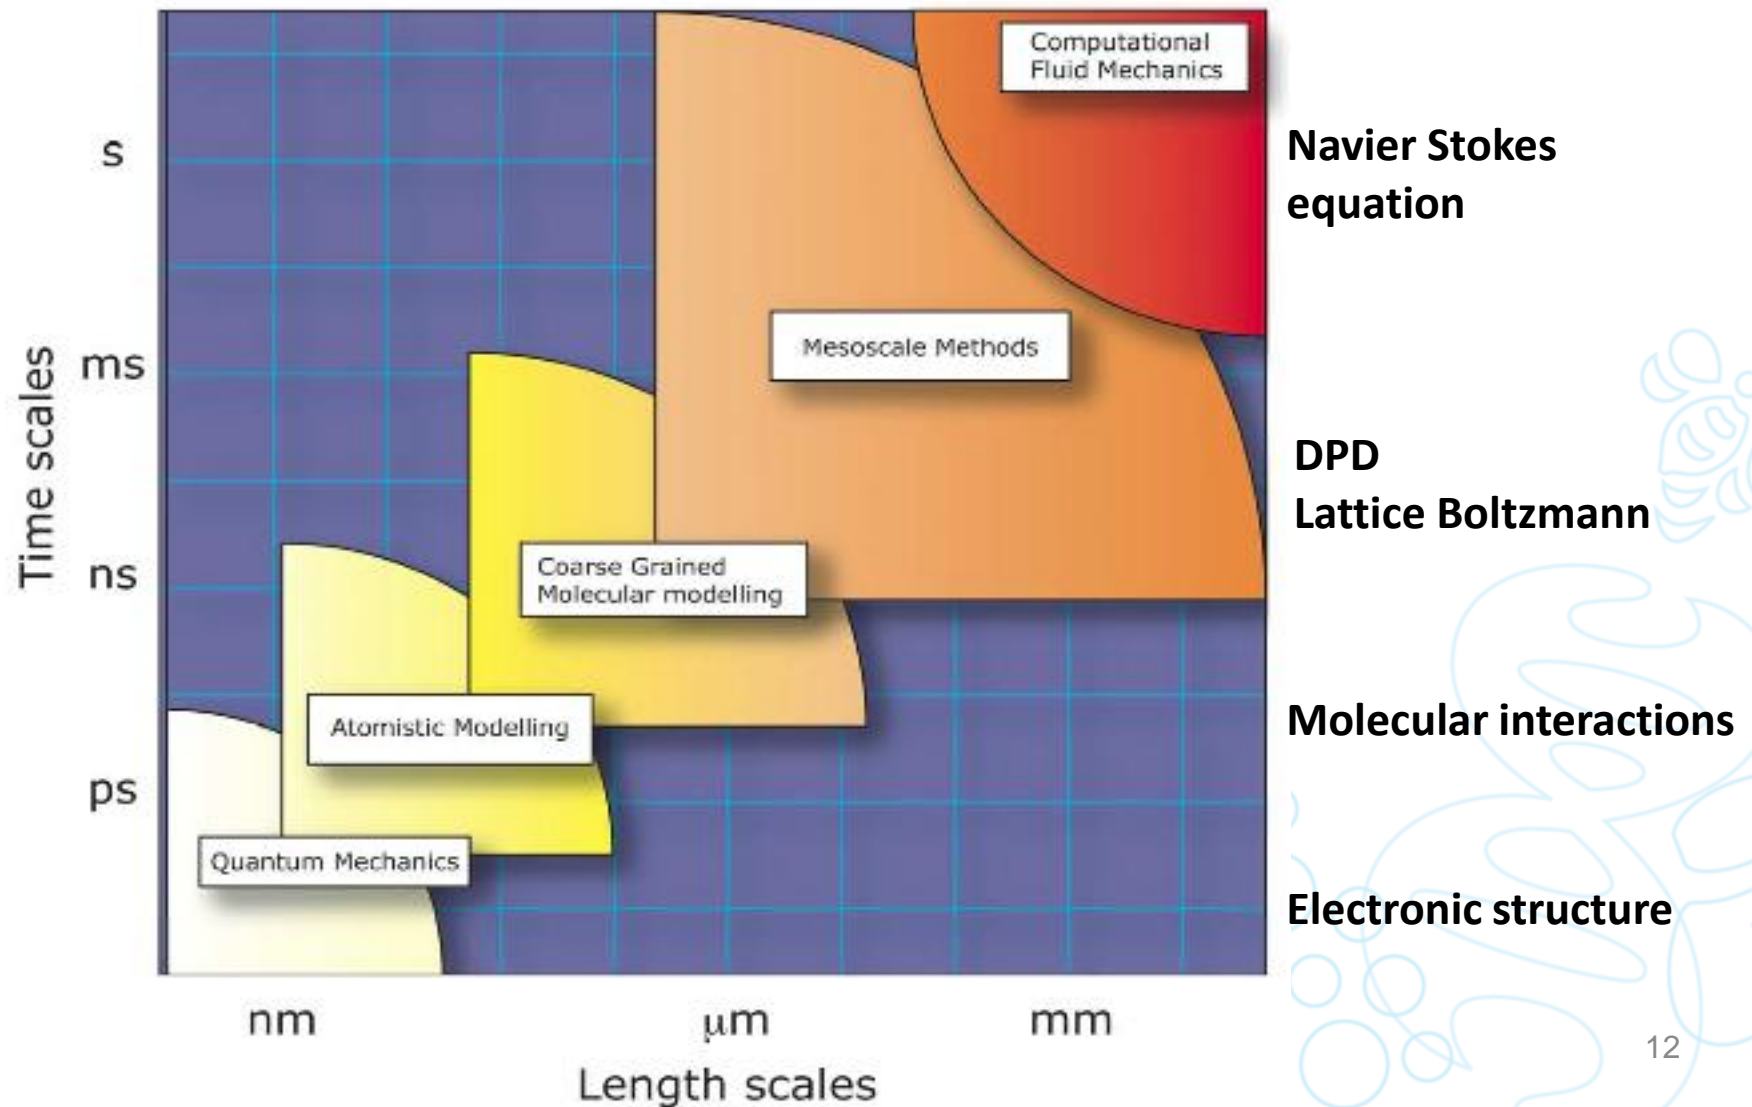 Computational
Fluid Mechanics
Navier Stokes
equation
s
Mesoscale Methods
ms
Time scales
DPD
Lattice Boltzmann
Coarse Grained
Molecular modelling
ns
Atomistic Modelling
Molecular interactions
ps
Quantum Mechanics
Electronic structure
nm
μm
mm
12
Length scales